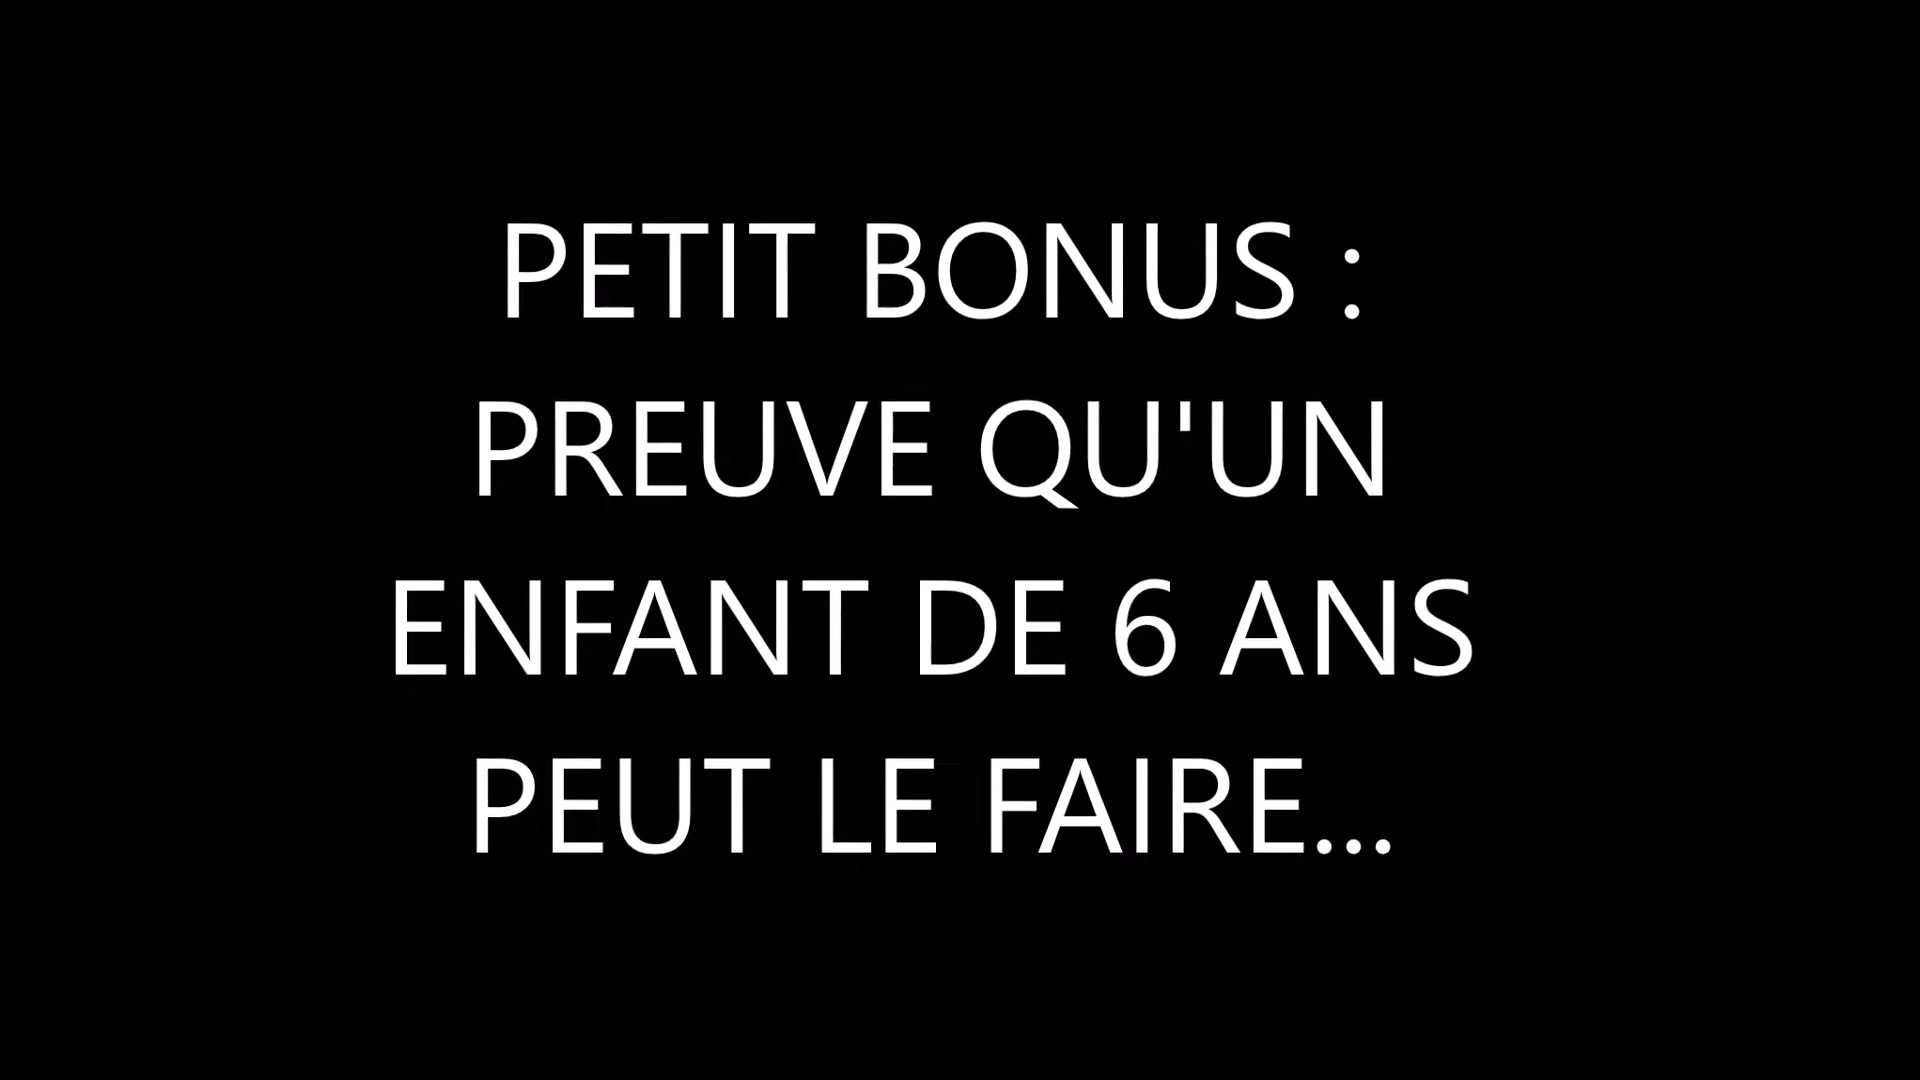 PETIT BONUS :
PREUVE QU'UN
ENFANT DE 6 ANS
PEUT LE FAIRE...